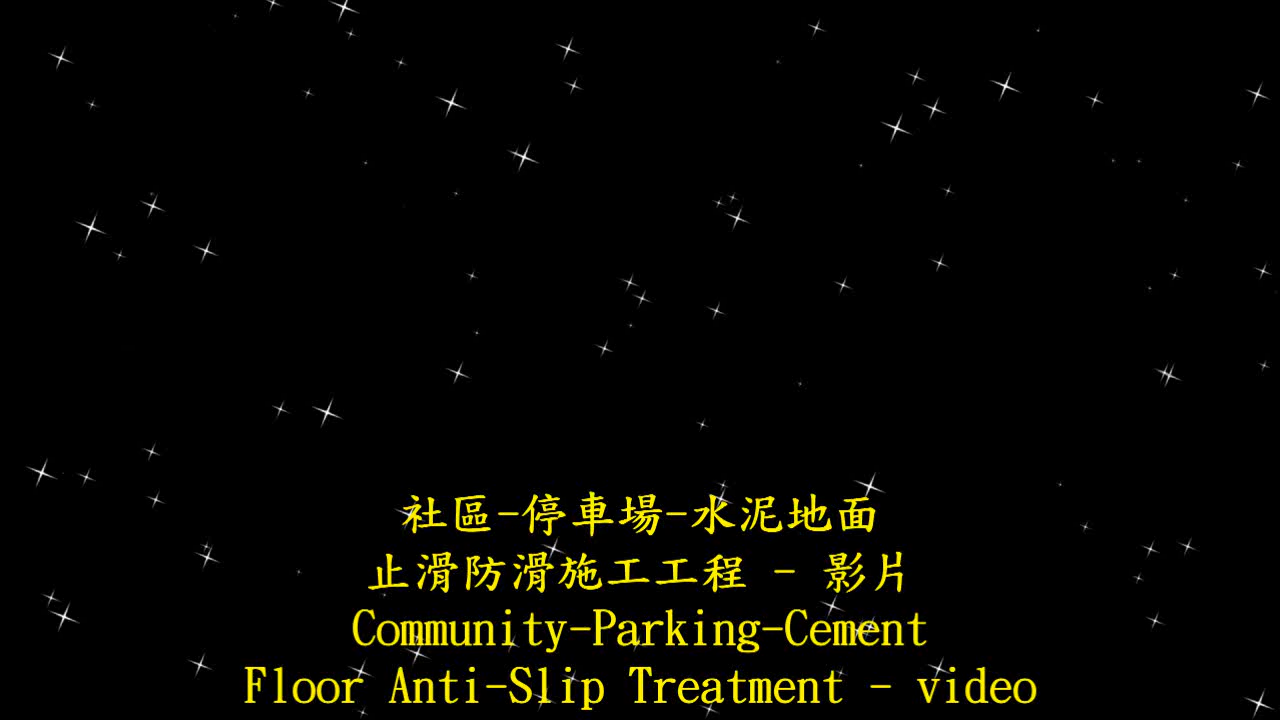 社區-停車場-水泥地面
止滑防滑施工工程 - 影片
Community-Parking-Cement
Floor Anti-Slip Treatment - video